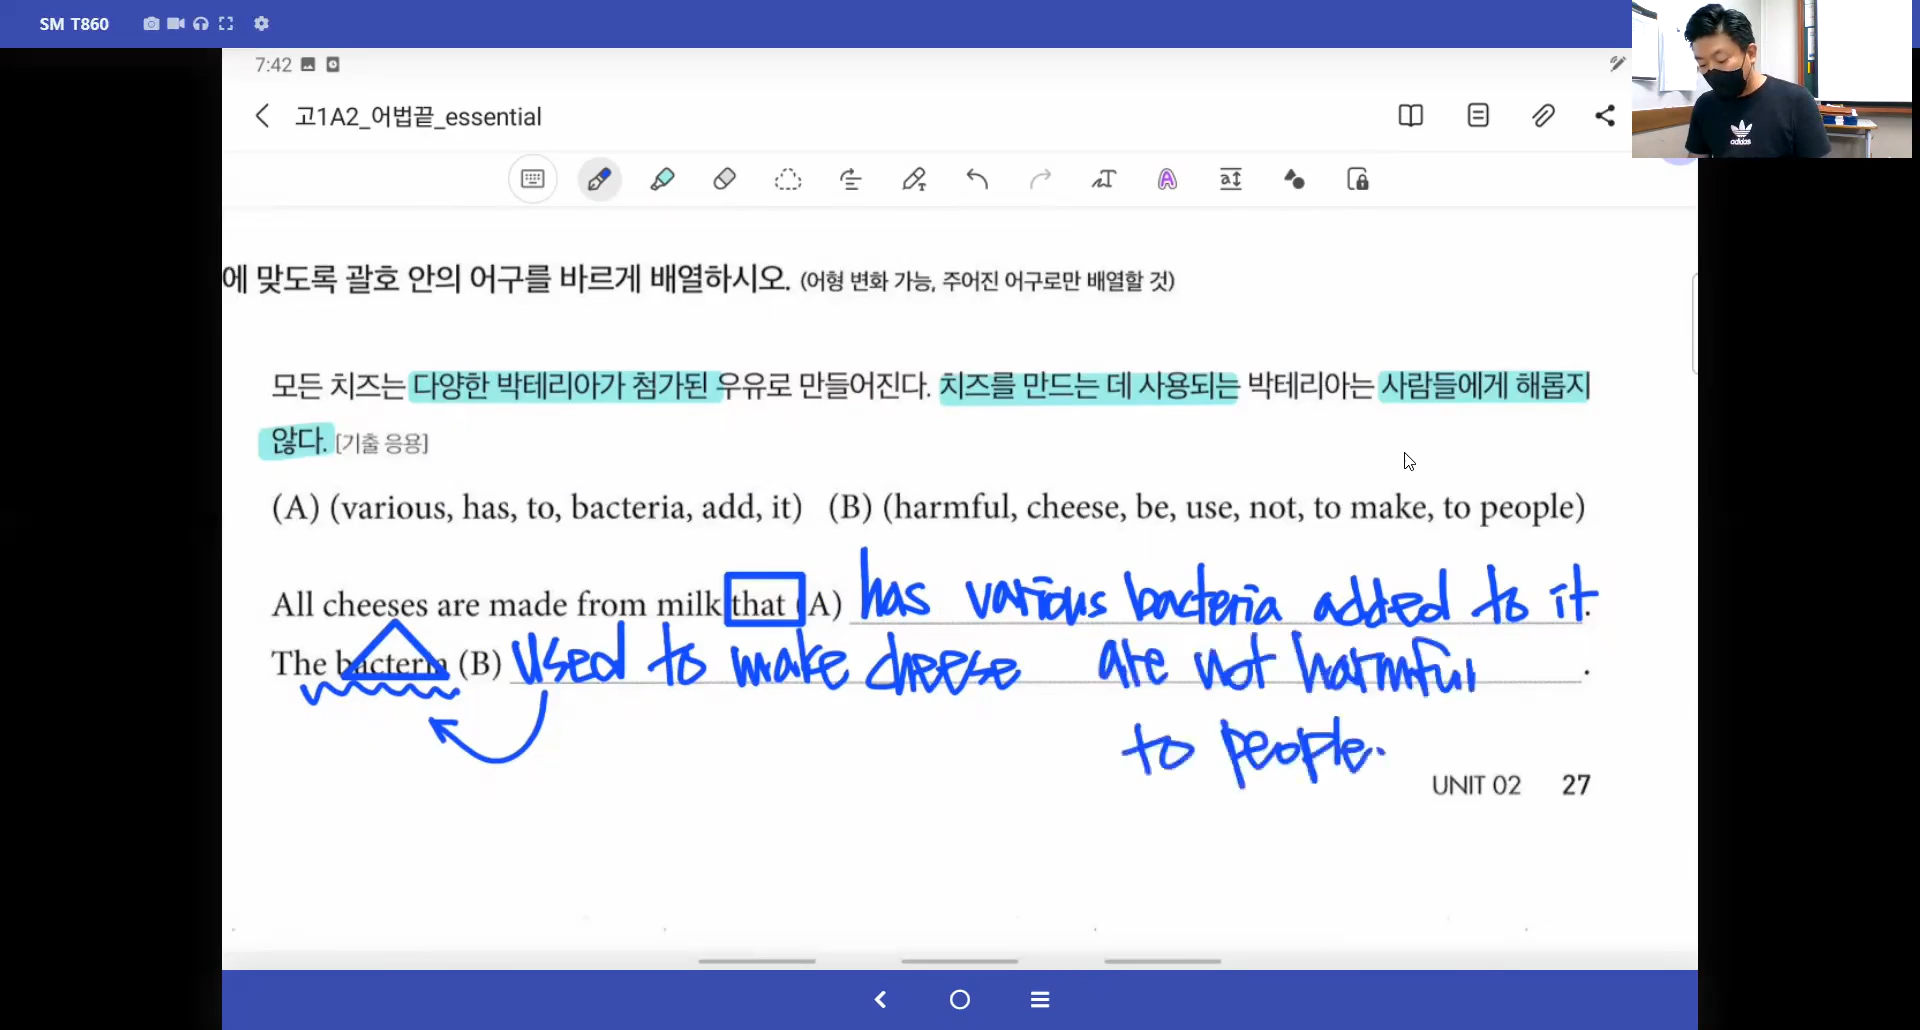 SM T860
7:42
고1A2_어법끝_essential
에 맞도록 괄호 안의 어구를 바르게 배열하시오. (어형 변화 가능, 주어진 어구로만 배열할 것)
모든 치즈는 다양한 박테리아가 첨가된 우유로 만들어진다. 치즈를 만드는 데 사용되는 박테리아는 사람들에게 해롭지
않다. [기출 응용]
(A) (various, has, to, bacteria, add, it) (B) (harmful, cheese, be, use, not, to make, to people)
All cheeses are made from milk that (A) has various bacteria added to it.
The bacteria (B) used to make cheese are not harmful .
to people.
UNIT 02 27
adidas